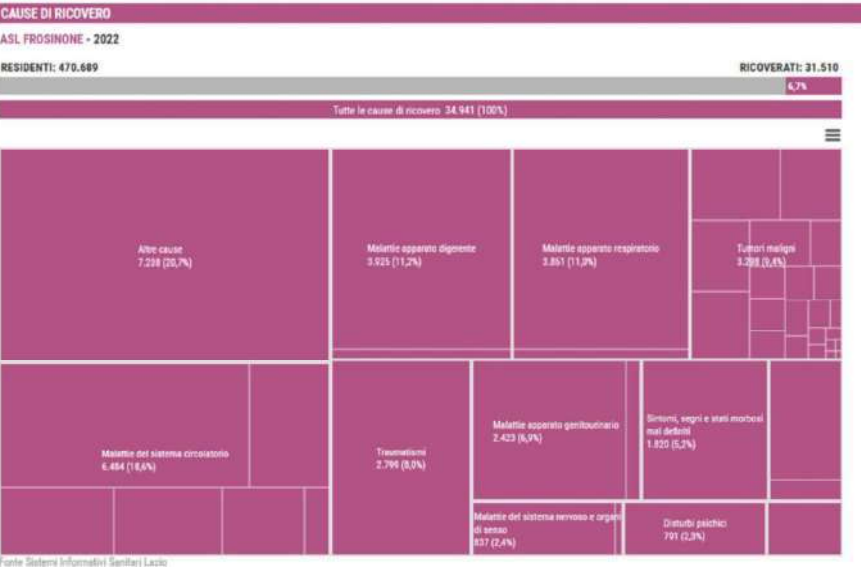 CAUSE DI RICOVERO
ASL FROSINONE - 2022
RESIDENTI: 470.689
RICOVERATI: 31.510
6,7%
Tutte le cause di ricovero 34.941 (100%)
Altre cause
7.238 (20,7%)
Malattie apparato digerente
3.925 (11,2%)
Malattie apparato respiratorio
3.851 (11,0%)
Tumori maligni
3.298 (9,4%)
Malattie del sistema circolatorio
6.484 (18,6%)
Traumatismi
2.799 (8,0%)
Malattie apparato genitourinario
2.423 (6,9%)
Sintomi, segni e stati morbosi
mal definiti
1.820 (5,2%)
Malattie del sistema nervoso e organi
di senso
837 (2,4%)
Disturbi psichici
791 (2,3%)
Fonte Sistemi Informativi Sanitari Lazio